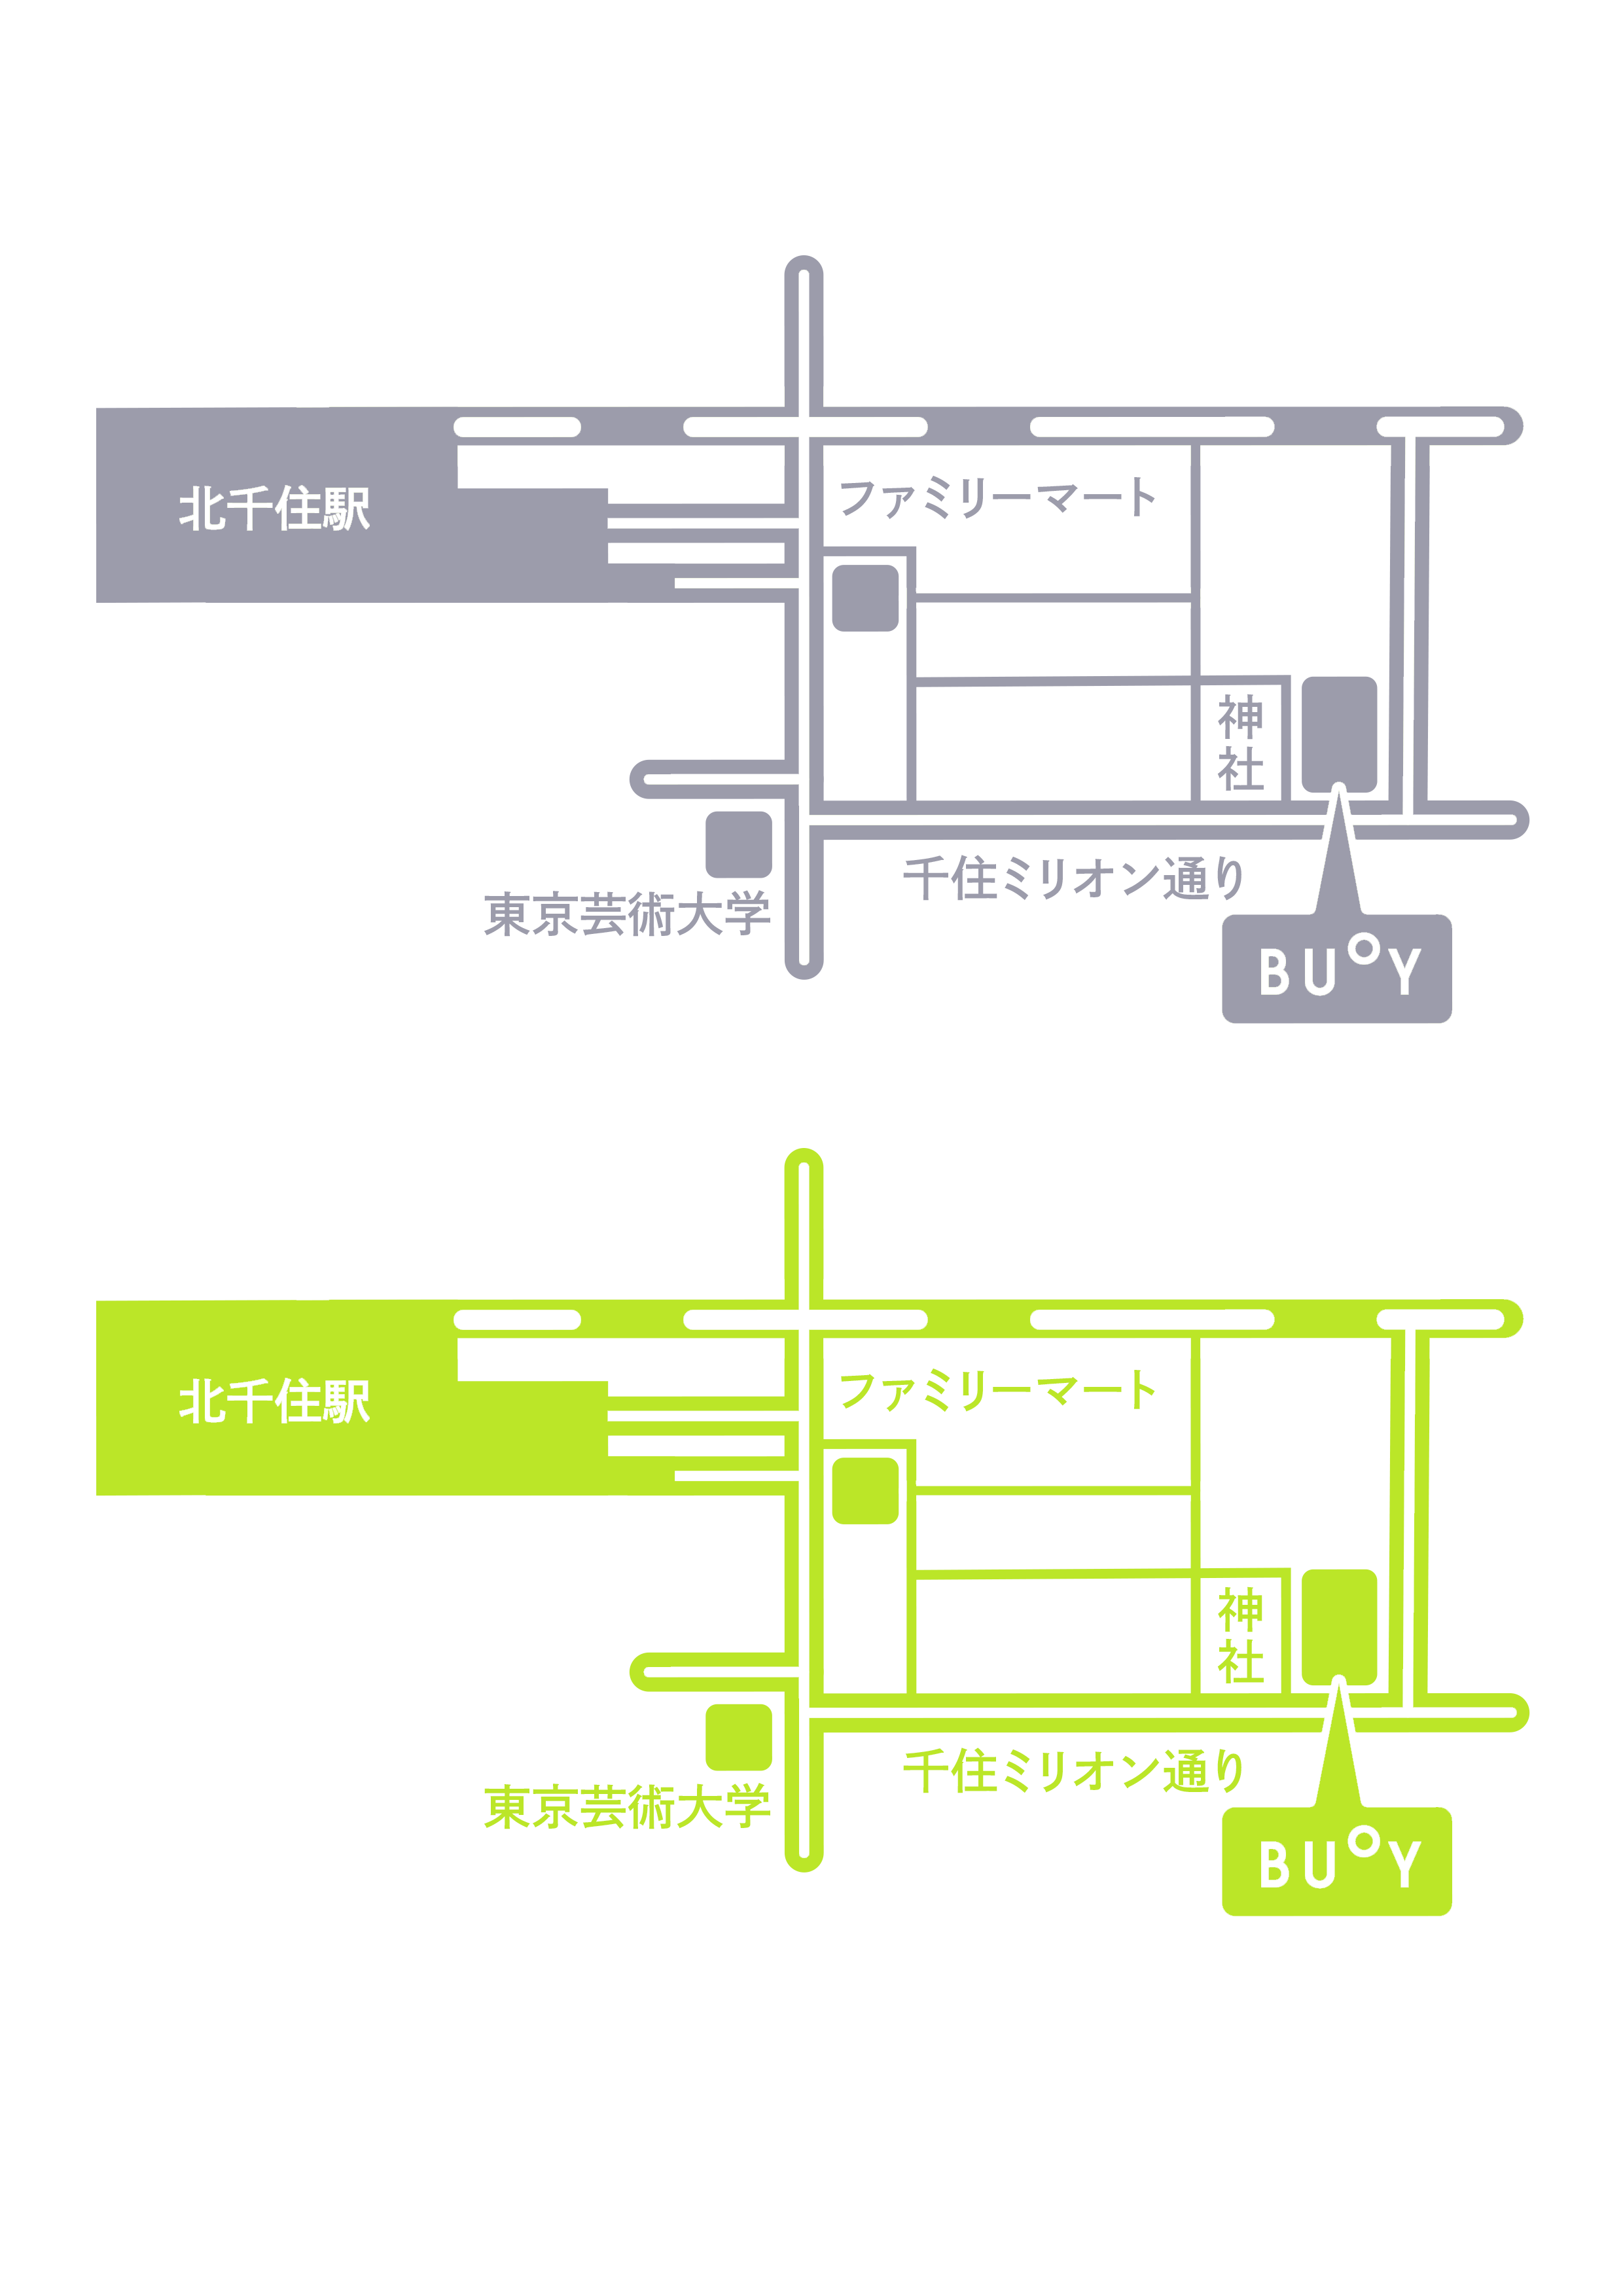 北千住駅
ファミリーマート
神社
千住ミリオン通り
東京芸術大学
BUoY
北千住駅
ファミリーマート
神社
千住ミリオン通り
東京芸術大学
BUoY